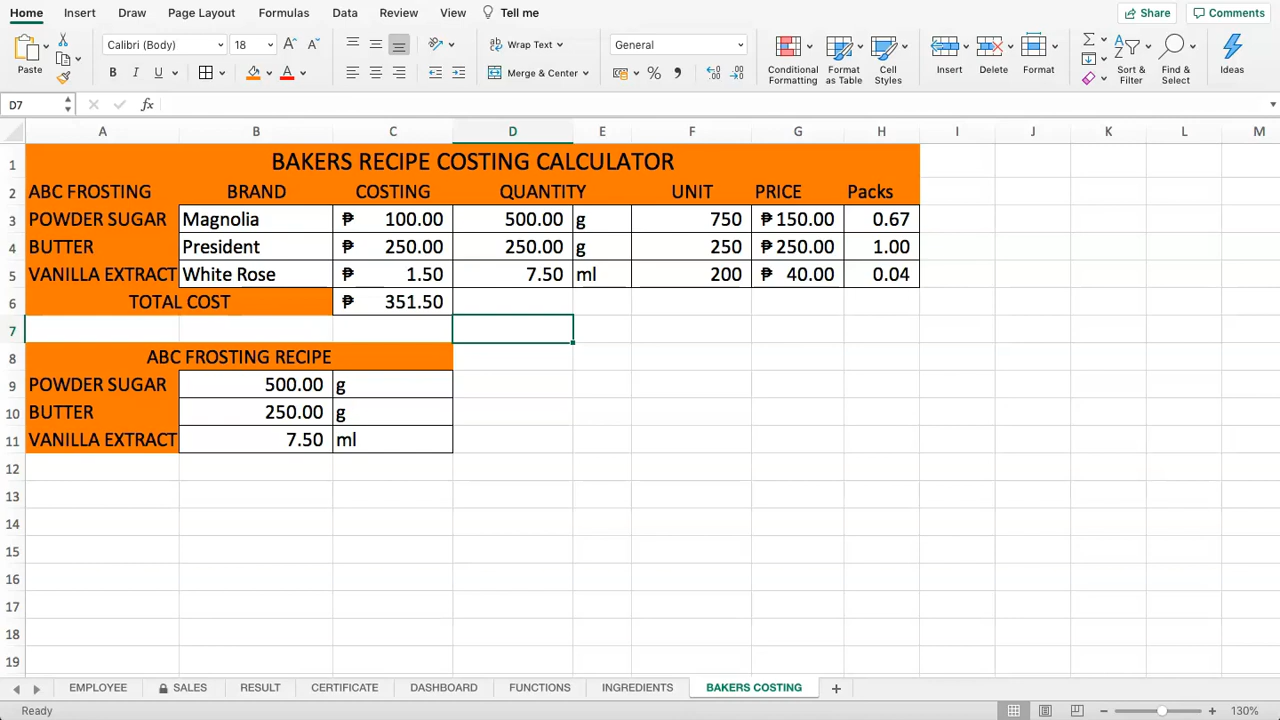 Home Insert Draw Page Layout Formulas Data Review View Tell me Share Comments
Paste Calibri (Body) 18 A A Wrap Text General Conditional Formatting Format as Table Cell Styles Insert Delete Format Sort & Filter Find & Select Ideas
B I U A Merge & Center %
D7 fx
A B C D E F G H I J K L M
1 BAKERS RECIPE COSTING CALCULATOR
2 ABC FROSTING BRAND COSTING QUANTITY UNIT PRICE Packs
3 POWDER SUGAR Magnolia ₱ 100.00 500.00 g 750 ₱ 150.00 0.67
4 BUTTER President ₱ 250.00 250.00 g 250 ₱ 250.00 1.00
5 VANILLA EXTRACT White Rose ₱ 1.50 7.50 ml 200 ₱ 40.00 0.04
6 TOTAL COST ₱ 351.50
7
8 ABC FROSTING RECIPE
9 POWDER SUGAR 500.00 g
10 BUTTER 250.00 g
11 VANILLA EXTRACT 7.50 ml
12
13
14
15
16
17
18
19
EMPLOYEE SALES RESULT CERTIFICATE DASHBOARD FUNCTIONS INGREDIENTS BAKERS COSTING +
Ready 130%